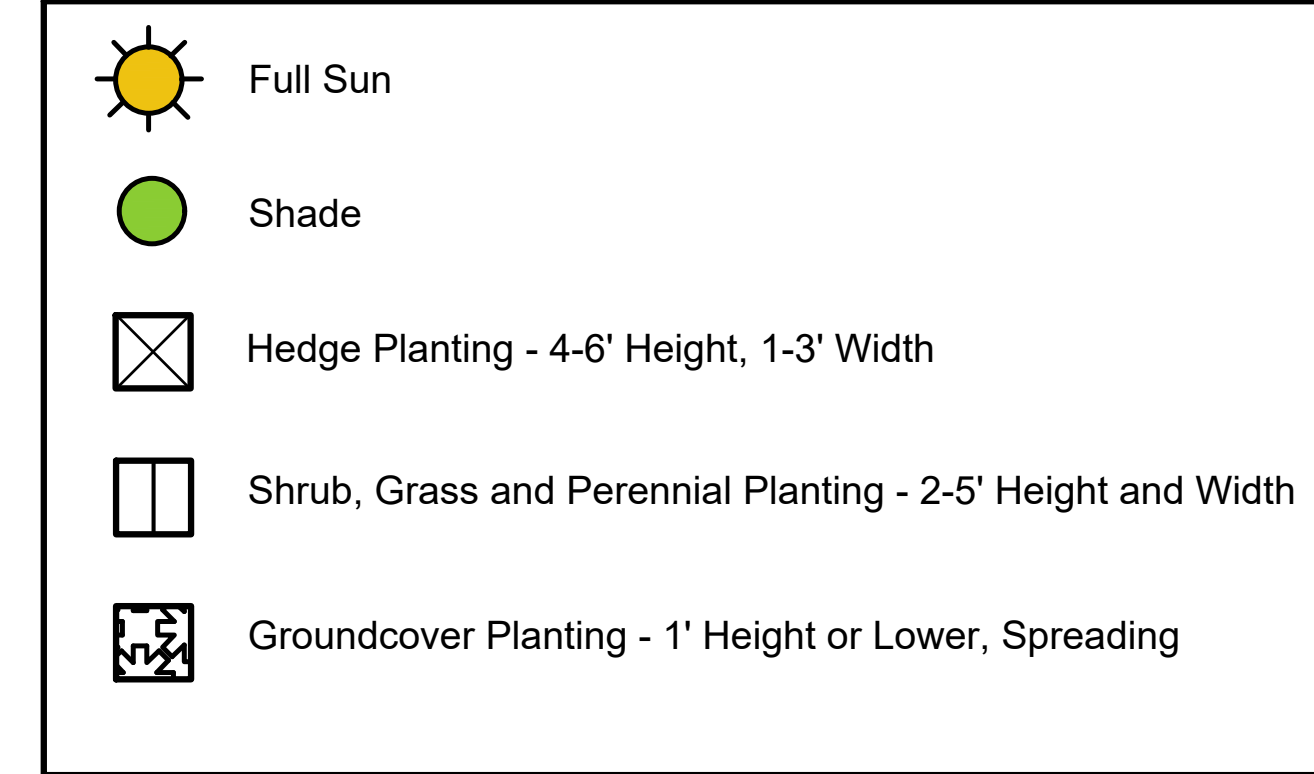 Full Sun
Shade
Hedge Planting - 4-6' Height, 1-3' Width
Shrub, Grass and Perennial Planting - 2-5' Height and Width
Groundcover Planting - 1' Height or Lower, Spreading